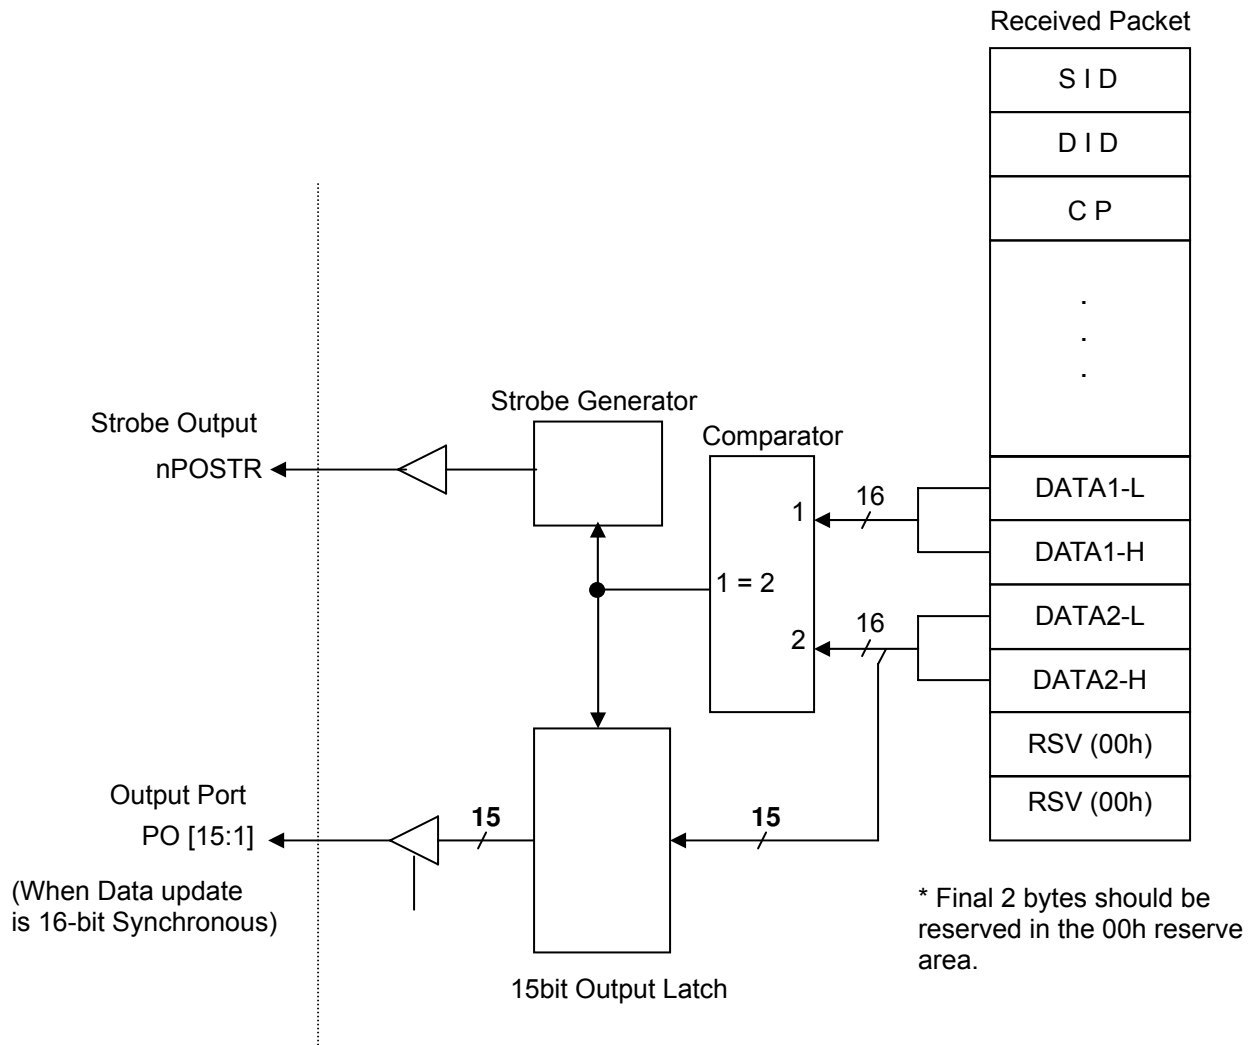 Received Packet
S I D
D I D
C P
.
.
.
Strobe Generator
Strobe Output
nPOSTR
Comparator
1
16
1 = 2
2
16
DATA1-L
DATA1-H
DATA2-L
DATA2-H
RSV (00h)
RSV (00h)
Output Port
PO [15:1]
15
15
(When Data update
is 16-bit Synchronous)
15bit Output Latch
* Final 2 bytes should be
reserved in the 00h reserve
area.